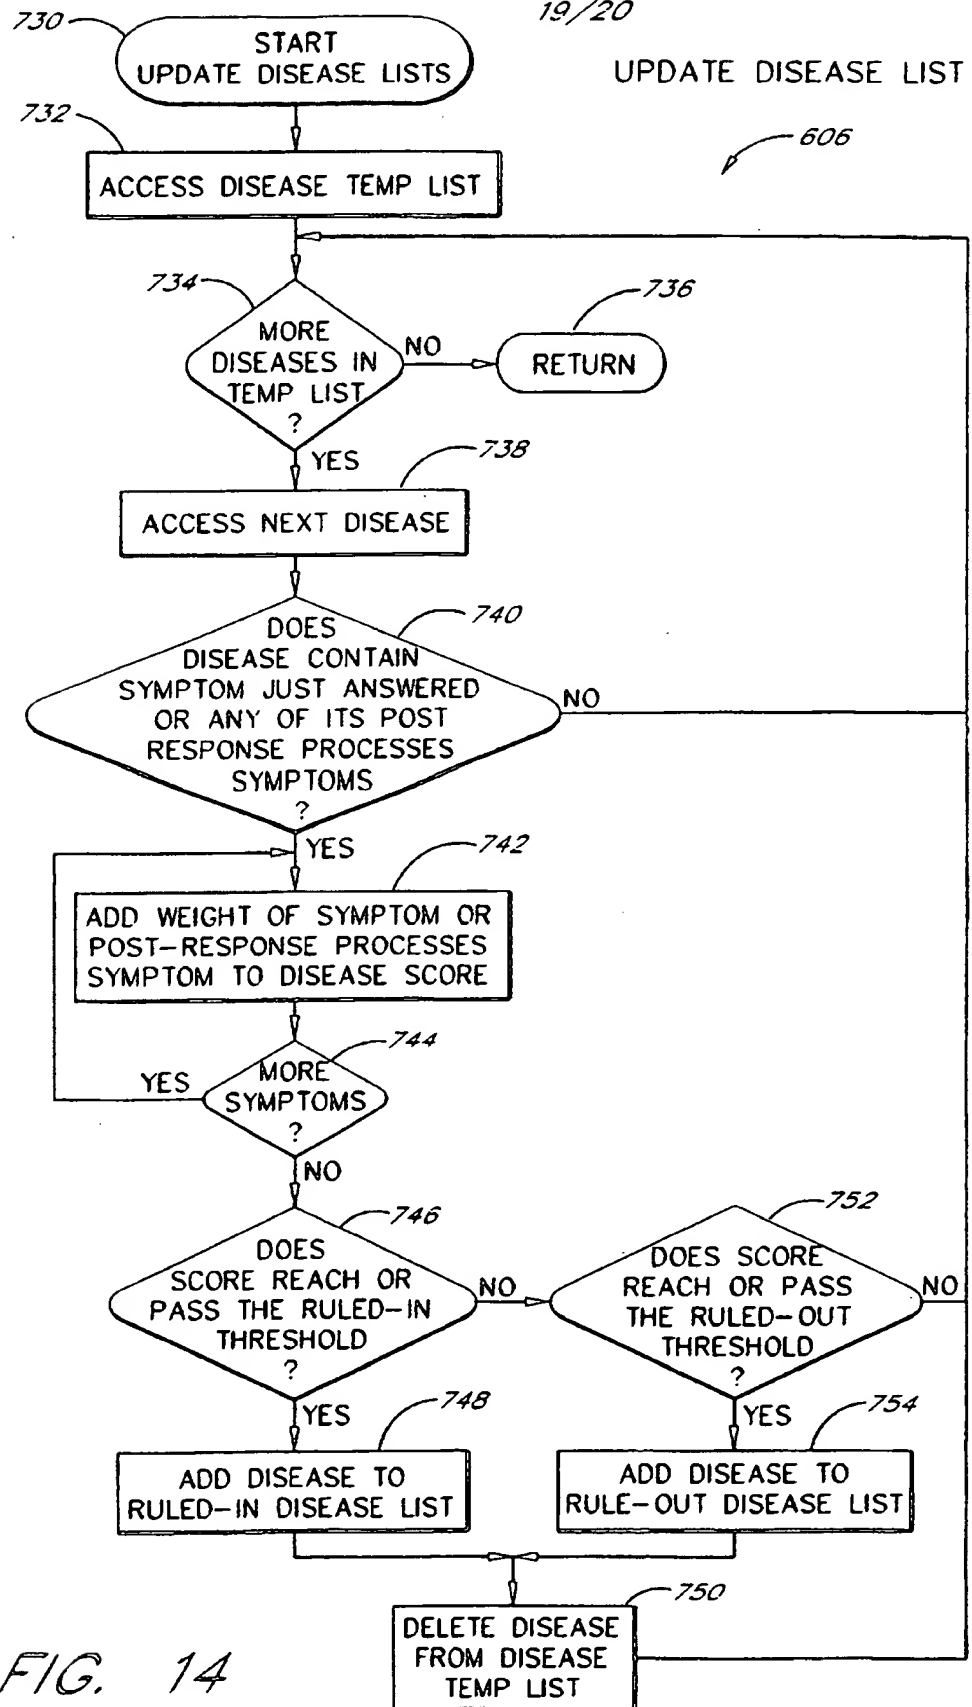 19/20
730
START
UPDATE DISEASE LISTS
UPDATE DISEASE LIST
732
606
ACCESS DISEASE TEMP LIST
734
736
MORE
DISEASES IN
TEMP LIST
?
NO
RETURN
YES
738
ACCESS NEXT DISEASE
740
DOES
DISEASE CONTAIN
SYMPTOM JUST ANSWERED
OR ANY OF ITS POST
RESPONSE PROCESSES
SYMPTOMS
?
NO
YES
742
ADD WEIGHT OF SYMPTOM OR
POST-RESPONSE PROCESSES
SYMPTOM TO DISEASE SCORE
744
MORE
SYMPTOMS
?
YES
NO
746
DOES
SCORE REACH OR
PASS THE RULED-IN
THRESHOLD
?
NO
752
DOES SCORE
REACH OR PASS
THE RULED-OUT
THRESHOLD
?
NO
YES
748
YES
754
ADD DISEASE TO
RULED-IN DISEASE LIST
ADD DISEASE TO
RULE-OUT DISEASE LIST
750
DELETE DISEASE
FROM DISEASE
TEMP LIST
FIG. 14